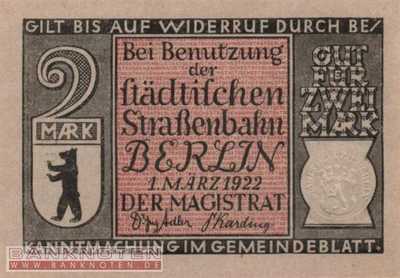 GILT BIS AUF WIDERRUF DURCH BE/
2
MARK
Bei Benutzung
der
städtischen
Straßenbahn
BERLIN
1. MÄRZ 1922
DER MAGISTRAT
GUT
FÜR
ZWEI
MARK
KANNTMACHUNG IM GEMEINDEBLATT.
BANKNOTEN
WWW.BANKNOTEN.DE